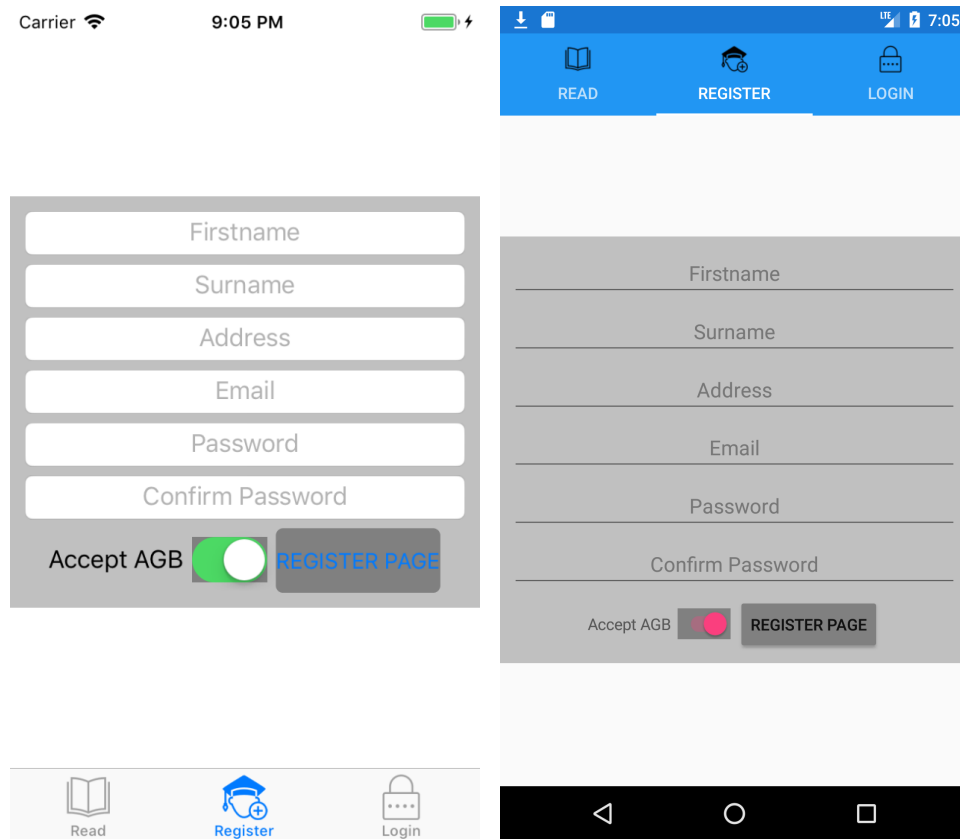 Carrier 9:05 PM
Firstname
Surname
Address
Email
Password
Confirm Password
Accept AGB REGISTER PAGE
Read Register Login
LTE 7:05
READ REGISTER LOGIN
Firstname
Surname
Address
Email
Password
Confirm Password
Accept AGB REGISTER PAGE